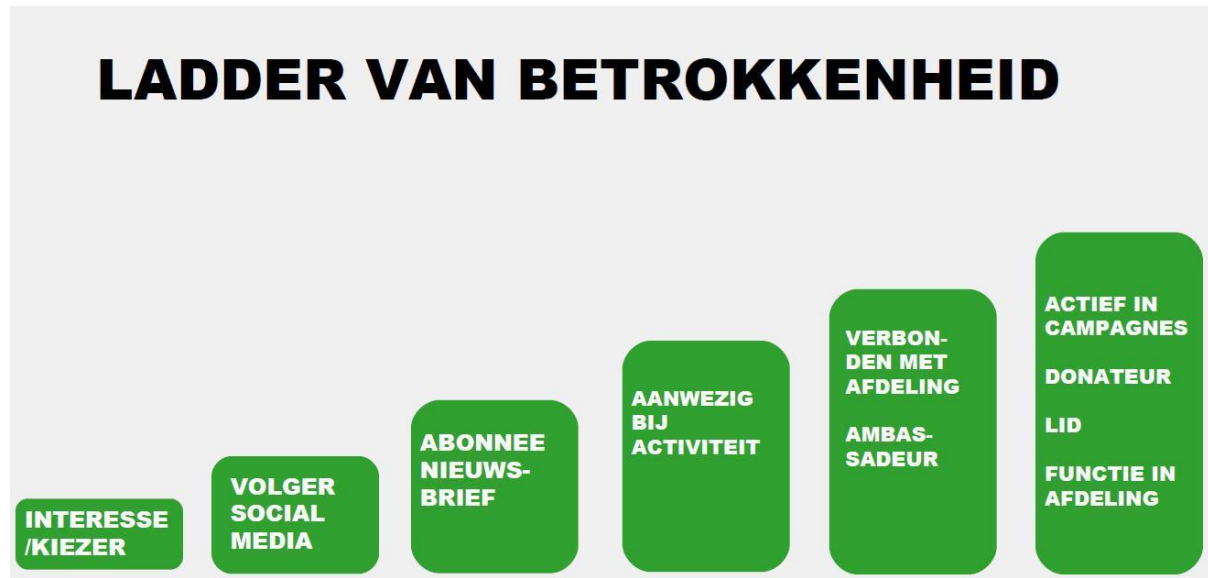 LADDER VAN BETROKKENHEID
INTERESSE
/KIEZER
VOLGER
SOCIAL
MEDIA
ABONNEE
NIEUWS-
BRIEF
AANWEZIG
BIJ
ACTIVITEIT
VERBON-
DEN MET
AFDELING
AMBAS-
SADEUR
ACTIEF IN
CAMPAGNES
DONATEUR
LID
FUNCTIE IN
AFDELING